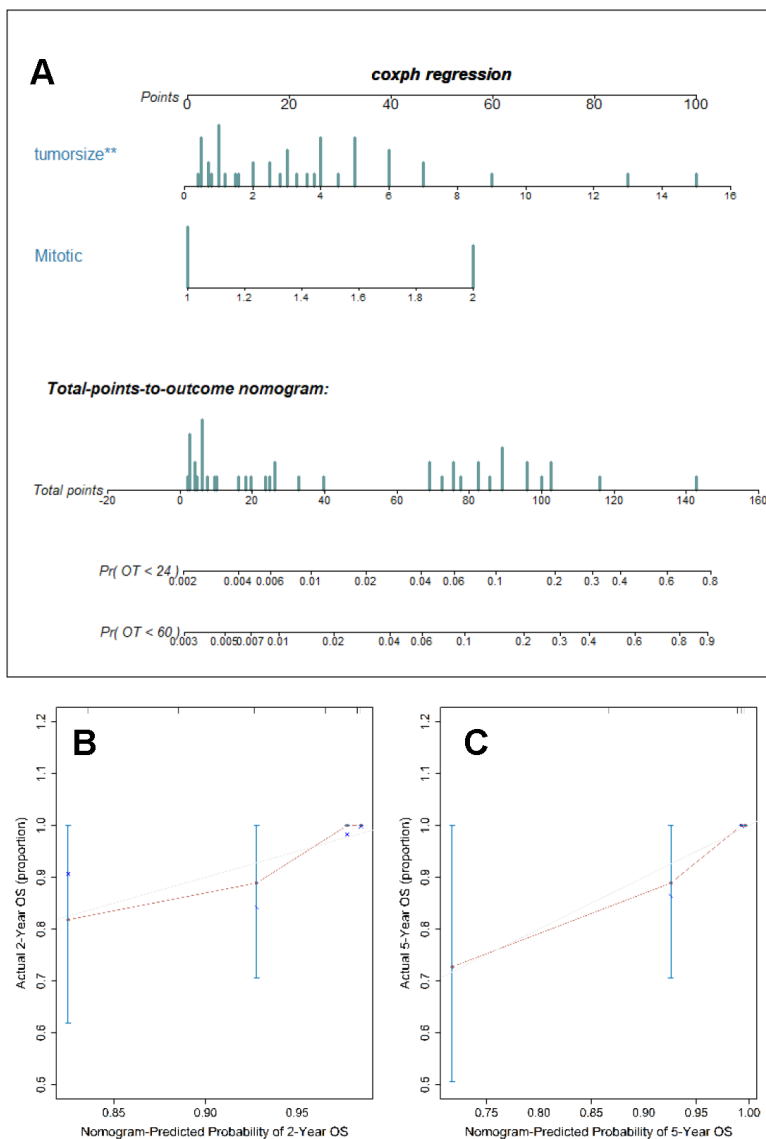 A
coxph regression
Points
0 20 40 60 80 100
tumorsize**
0 2 4 6 8 10 12 14 16
Mitotic
1 1.2 1.4 1.6 1.8 2
Total-points-to-outcome nomogram:
Total points
-20 0 20 40 60 80 100 120 140 160
Pr( OT < 24 )
0.002 0.004 0.006 0.01 0.02 0.04 0.06 0.1 0.2 0.3 0.4 0.6 0.8
Pr( OT < 60 )
0.003 0.005 0.007 0.01 0.02 0.04 0.06 0.1 0.2 0.3 0.4 0.6 0.8 0.9
B
Actual 2-Year OS (proportion)
1.2
1.1
1.0
0.9
0.8
0.7
0.6
0.5
0.85 0.90 0.95
Nomogram-Predicted Probability of 2-Year OS
C
Actual 5-Year OS (proportion)
1.2
1.1
1.0
0.9
0.8
0.7
0.6
0.5
0.75 0.80 0.85 0.90 0.95 1.00
Nomogram-Predicted Probability of 5-Year OS